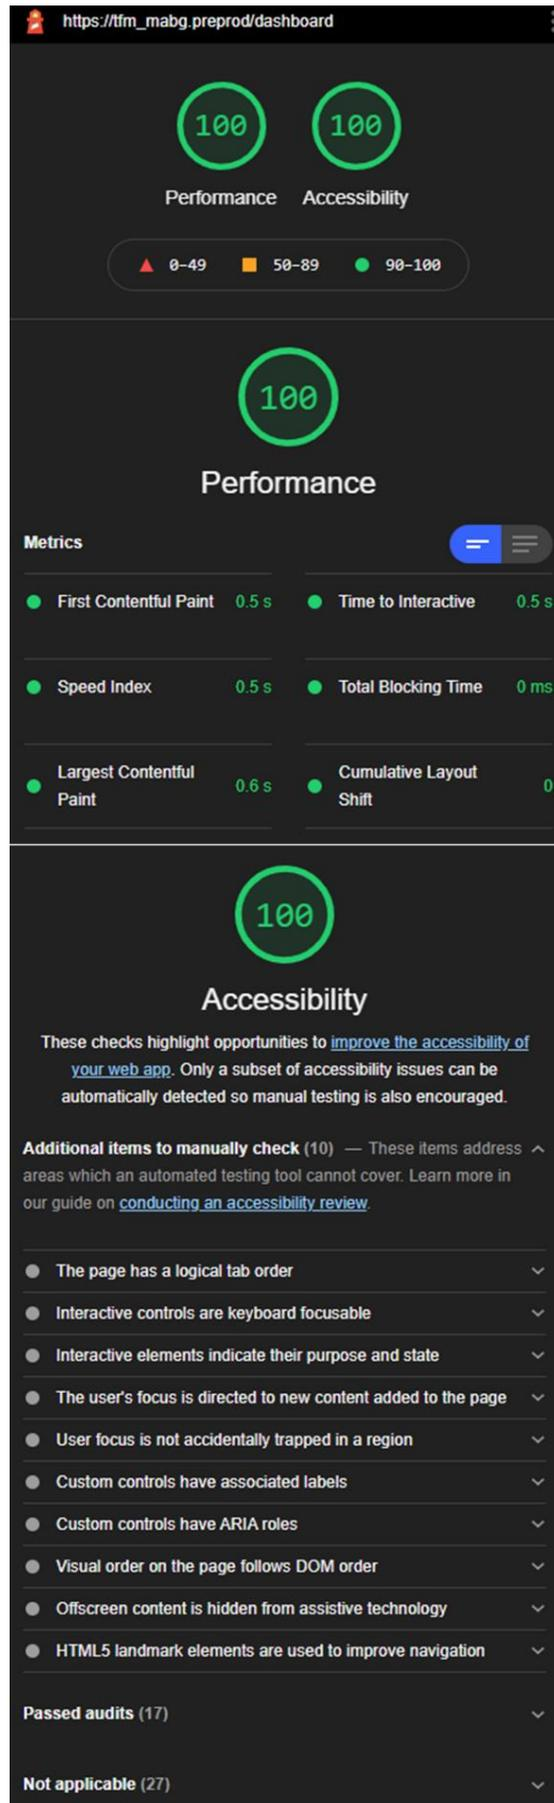 https://tfm_mabg.preprod/dashboard
100 100
Performance Accessibility
0-49 50-89 90-100
100
Performance
Metrics
First Contentful Paint 0.5 s Time to Interactive 0.5 s
Speed Index 0.5 s Total Blocking Time 0 ms
Largest Contentful Paint 0.6 s Cumulative Layout Shift 0
100
Accessibility
These checks highlight opportunities to improve the accessibility of
your web app. Only a subset of accessibility issues can be
automatically detected so manual testing is also encouraged.
Additional items to manually check (10) — These items address
areas which an automated testing tool cannot cover. Learn more in
our guide on conducting an accessibility review.
The page has a logical tab order
Interactive controls are keyboard focusable
Interactive elements indicate their purpose and state
The user's focus is directed to new content added to the page
User focus is not accidentally trapped in a region
Custom controls have associated labels
Custom controls have ARIA roles
Visual order on the page follows DOM order
Offscreen content is hidden from assistive technology
HTML5 landmark elements are used to improve navigation
Passed audits (17)
Not applicable (27)